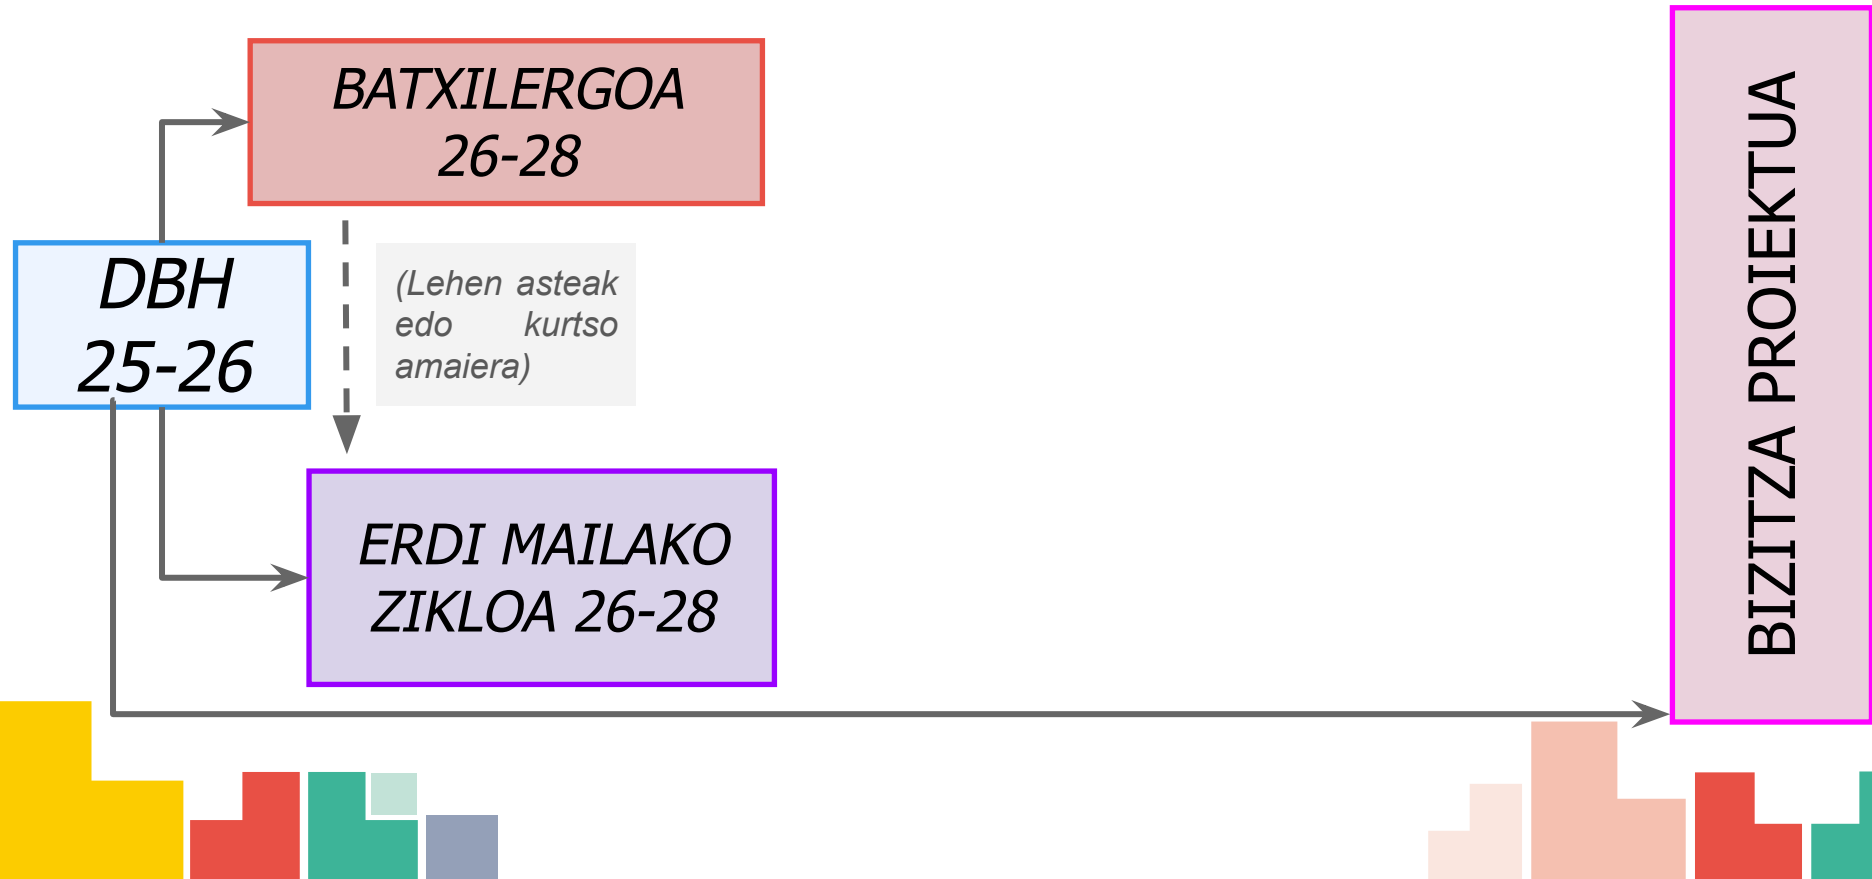 BATXILERGOA
26-28
DBH
25-26
(Lehen asteak
edo kurtso
amaiera)
ERDI MAILAKO
ZIKLOA 26-28
BIZITZA PROIEKTUA